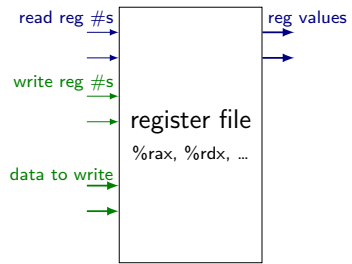 read reg #s
reg values
write reg #s
register file
%rax, %rdx, …
data to write